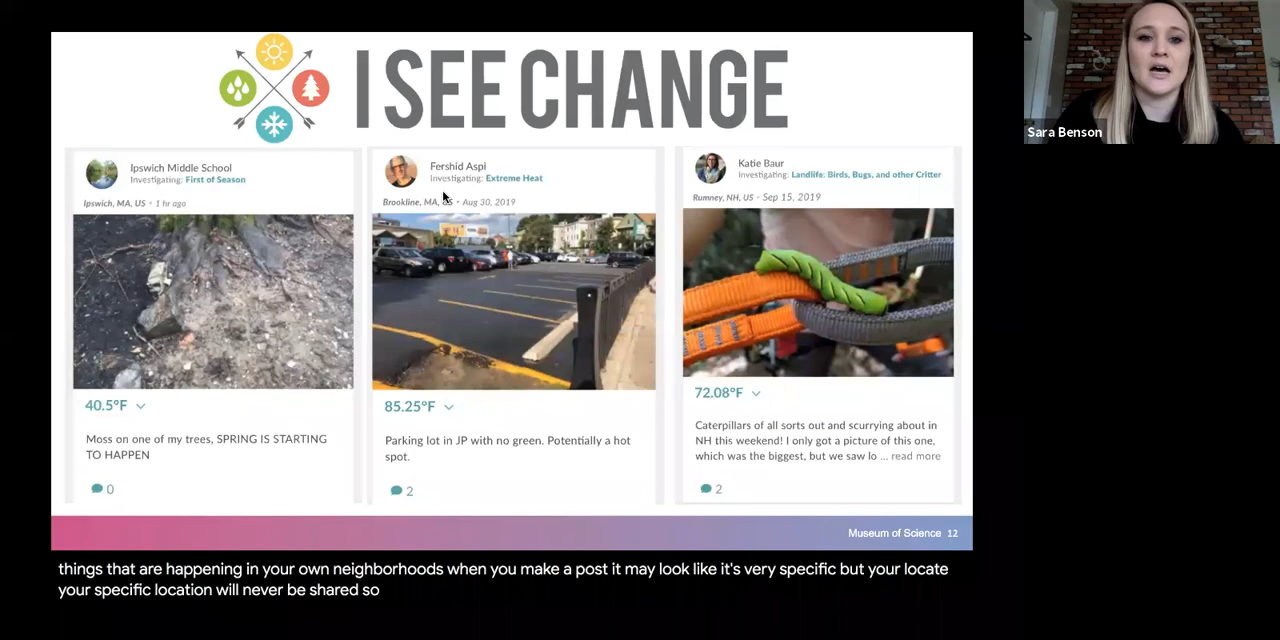 I SEE CHANGE
Ipswich Middle School
Investigating: First of Season
Ipswich, MA, US • 1 hr ago
40.5°F
Moss on one of my trees, SPRING IS STARTING
TO HAPPEN
0
Fershid Aspi
Investigating: Extreme Heat
Brookline, MA, US • Aug 30, 2019
85.25°F
Parking lot in JP with no green. Potentially a hot
spot.
2
Katie Baur
Investigating: Landlife: Birds, Bugs, and other Critter
Rumney, NH, US • Sep 15, 2019
72.08°F
Caterpillars of all sorts out and scurrying about in
NH this weekend! I only got a picture of this one,
which was the biggest, but we saw lo ... read more
2
Museum of Science 12
Sara Benson
things that are happening in your own neighborhoods when you make a post it may look like it's very specific but your locate
your specific location will never be shared so